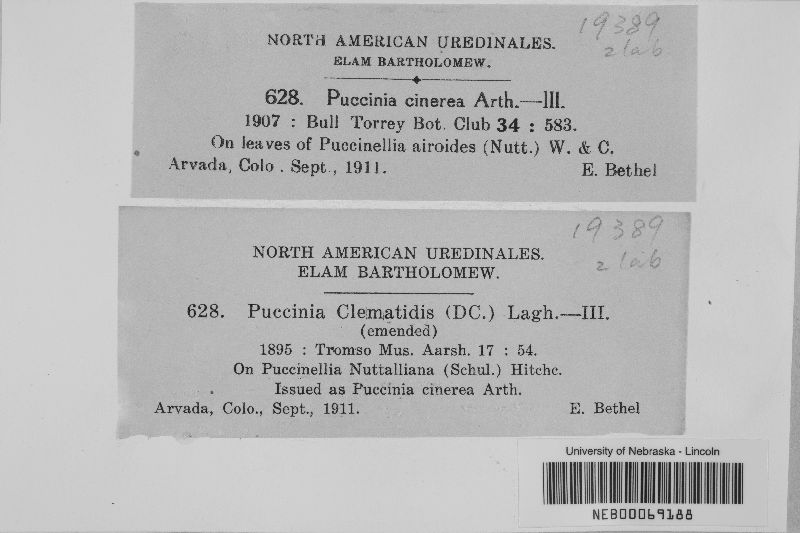 19389
2 lab
NORTH AMERICAN UREDINALES.
ELAM BARTHOLOMEW.
628. Puccinia cinerea Arth.—III.
1907 : Bull Torrey Bot. Club 34 : 583.
On leaves of Puccinellia airoides (Nutt.) W. & C.
Arvada, Colo . Sept., 1911. E. Bethel
19389
2 lab
NORTH AMERICAN UREDINALES.
ELAM BARTHOLOMEW.
628. Puccinia Clematidis (DC.) Lagh.—III.
(emended)
1895 : Tromso Mus. Aarsh. 17 : 54.
On Puccinellia Nuttalliana (Schul.) Hitchc.
Issued as Puccinia cinerea Arth.
Arvada, Colo., Sept., 1911. E. Bethel
University of Nebraska - Lincoln
NEB00069188